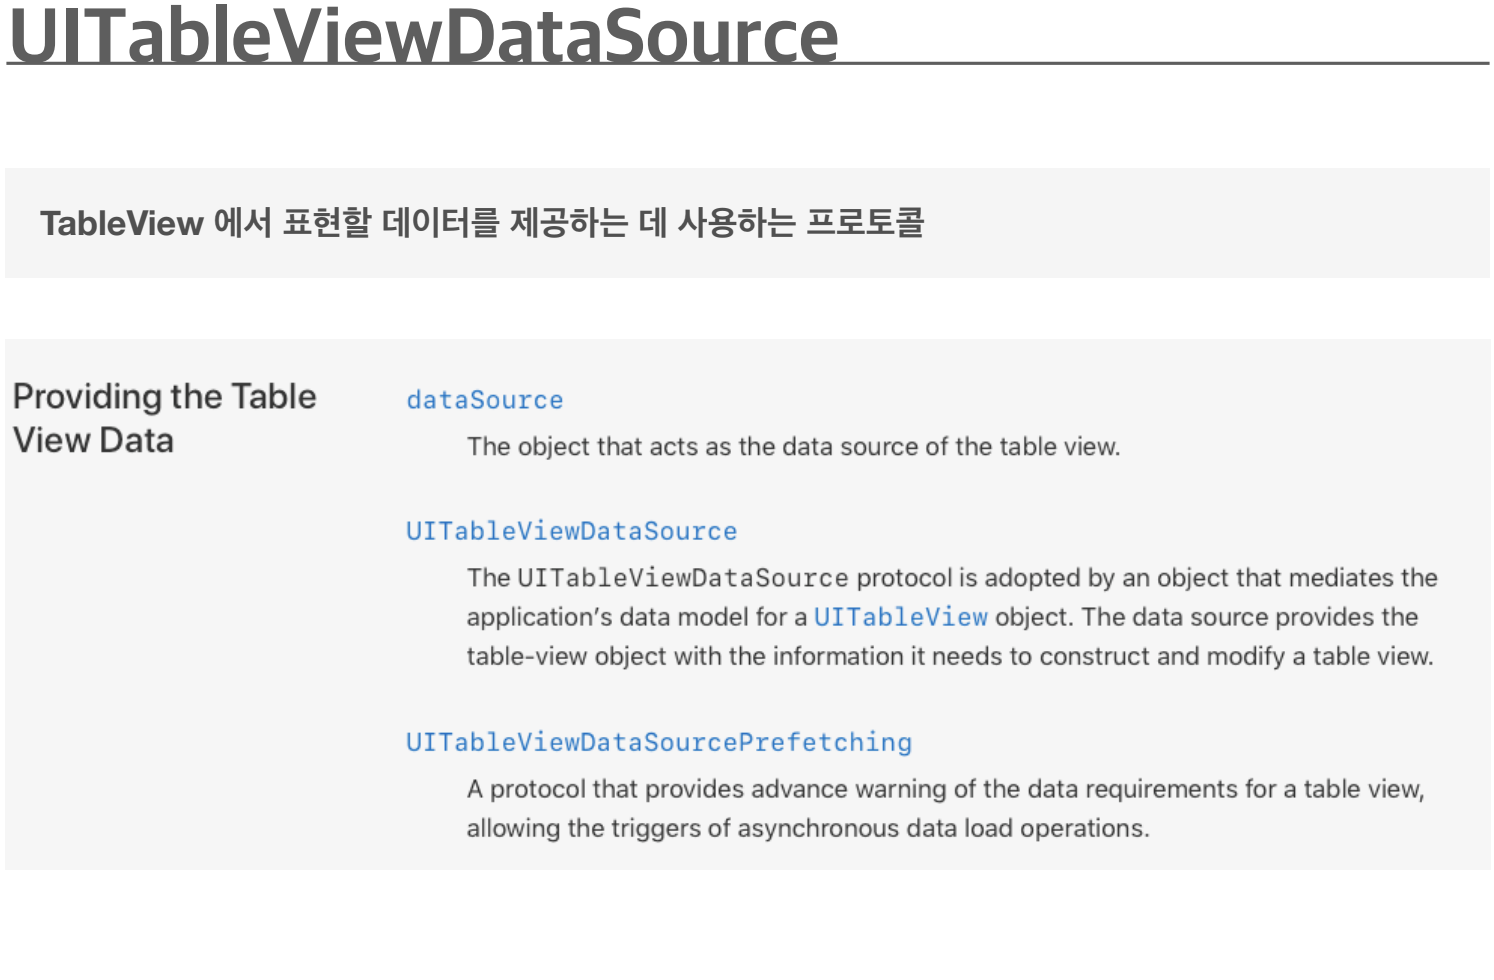 UITableViewDataSource
TableView 에서 표현할 데이터를 제공하는 데 사용하는 프로토콜
Providing the Table
View Data
dataSource
The object that acts as the data source of the table view.
UITableViewDataSource
The UITableViewDataSource protocol is adopted by an object that mediates the
application’s data model for a UITableView object. The data source provides the
table-view object with the information it needs to construct and modify a table view.
UITableViewDataSourcePrefetching
A protocol that provides advance warning of the data requirements for a table view,
allowing the triggers of asynchronous data load operations.